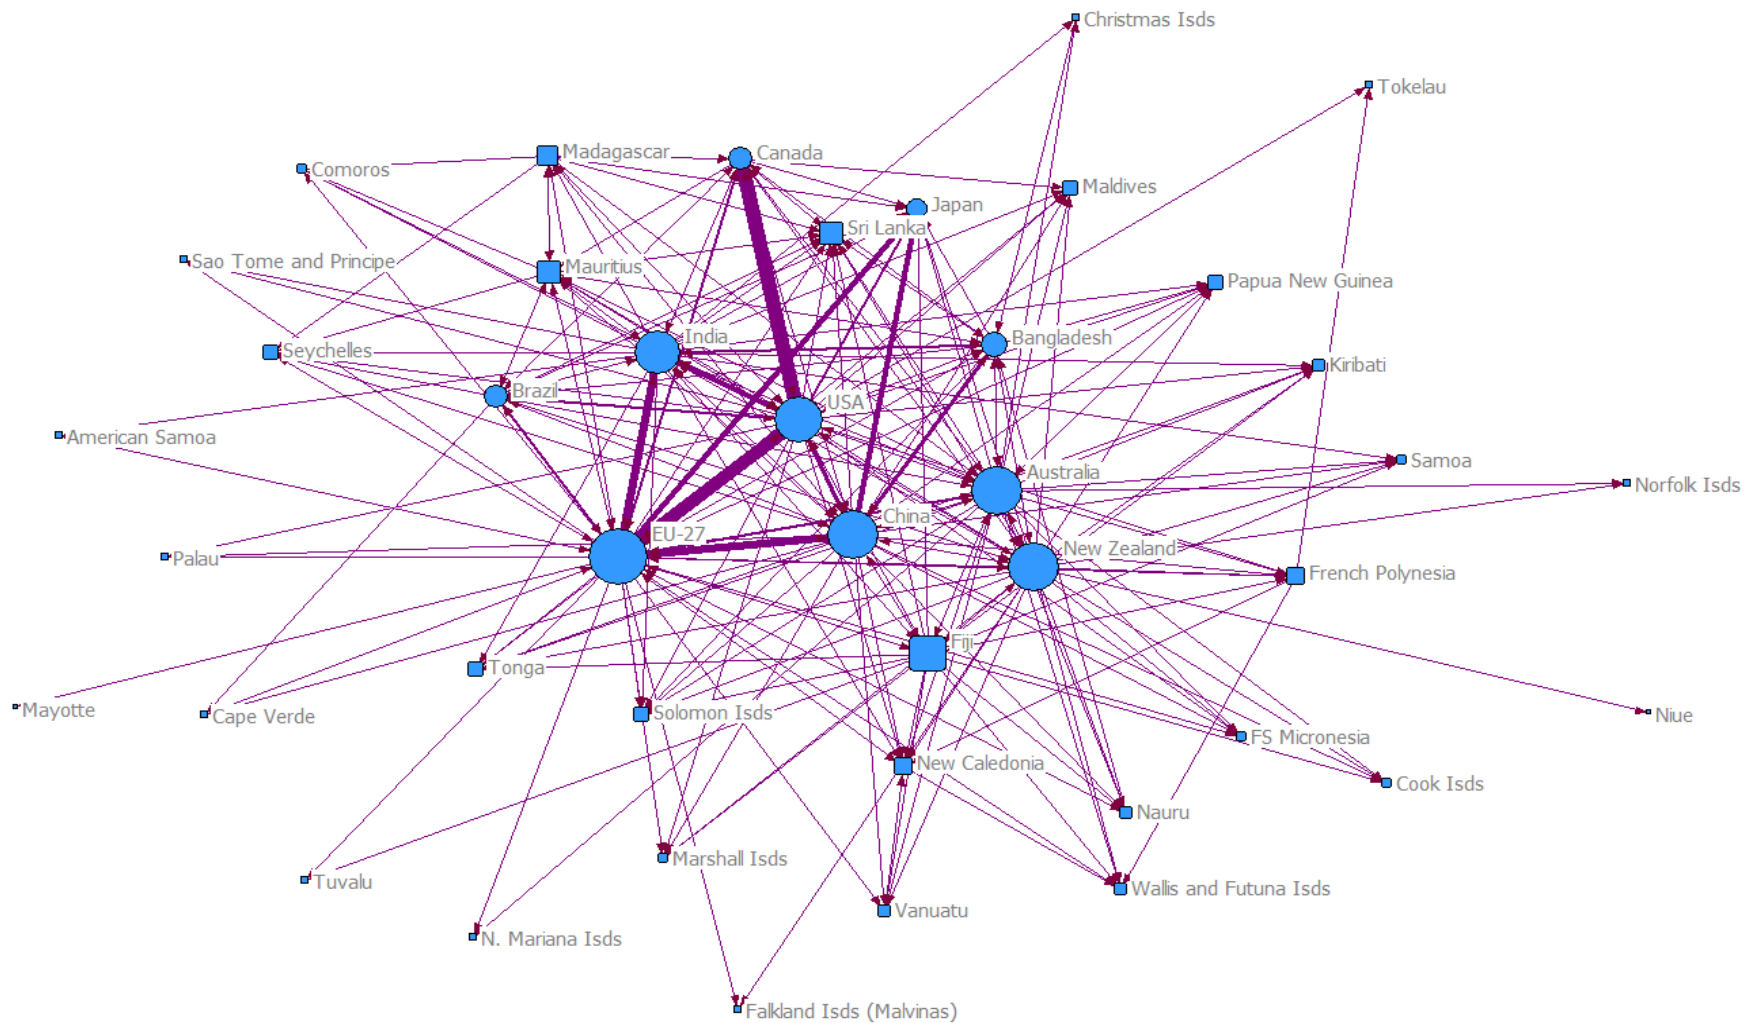 Christmas Isds
Tokelau
Madagascar
Canada
Comoros
Maldives
Japan
Sri Lanka
Sao Tome and Principe
Mauritius
Papua New Guinea
India
Bangladesh
Seychelles
Kiribati
Brazil
USA
American Samoa
Samoa
Australia
Norfolk Isds
China
EU-27
New Zealand
Palau
French Polynesia
Fiji
Tonga
Mayotte
Cape Verde
Solomon Isds
Niue
FS Micronesia
New Caledonia
Cook Isds
Nauru
Marshall Isds
Tuvalu
Wallis and Futuna Isds
Vanuatu
N. Mariana Isds
Falkland Isds (Malvinas)